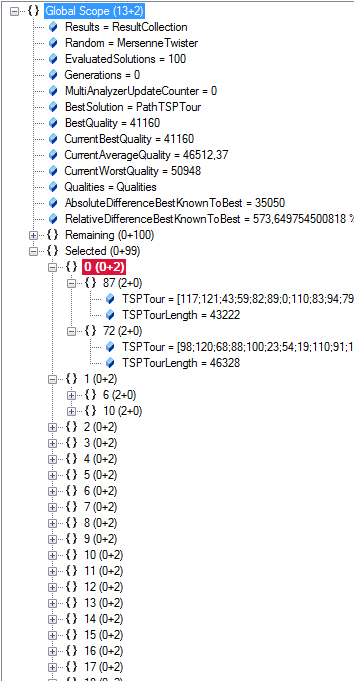 Global Scope (13+2)
Results = ResultCollection
Random = MersenneTwister
EvaluatedSolutions = 100
Generations = 0
MultiAnalyzerUpdateCounter = 0
BestSolution = PathTSPTour
BestQuality = 41160
CurrentBestQuality = 41160
CurrentAverageQuality = 46512,37
CurrentWorstQuality = 50948
Qualities = Qualities
AbsoluteDifferenceBestKnownToBest = 35050
RelativeDifferenceBestKnownToBest = 573,649754500818 %
Remaining (0+100)
Selected (0+99)
0 (0+2)
87 (2+0)
TSPTour = [117;121;43;59;82;89;0;110;83;94;79
TSPTourLength = 43222
72 (2+0)
TSPTour = [98;120;68;88;100;23;54;19;110;91;1
TSPTourLength = 46328
1 (0+2)
6 (2+0)
10 (2+0)
2 (0+2)
3 (0+2)
4 (0+2)
5 (0+2)
6 (0+2)
7 (0+2)
8 (0+2)
9 (0+2)
10 (0+2)
11 (0+2)
12 (0+2)
13 (0+2)
14 (0+2)
15 (0+2)
16 (0+2)
17 (0+2)